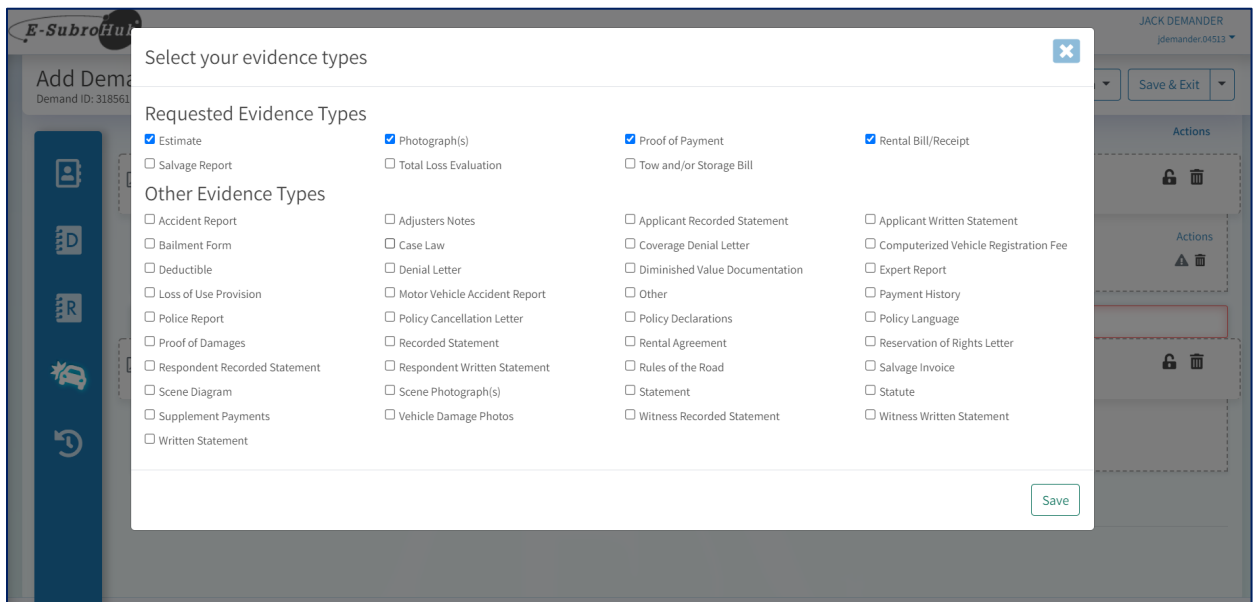 E-SubroHub
JACK DEMANDER
jdemander.04513
Select your evidence types
Add Dema
Demand ID: 318561
Save & Exit
Requested Evidence Types
Actions
Estimate Photograph(s) Proof of Payment Rental Bill/Receipt
Salvage Report Total Loss Evaluation Tow and/or Storage Bill
Other Evidence Types
Accident Report Adjusters Notes Applicant Recorded Statement Applicant Written Statement
Bailment Form Case Law Coverage Denial Letter Computerized Vehicle Registration Fee
Actions
Deductible Denial Letter Diminished Value Documentation Expert Report
Loss of Use Provision Motor Vehicle Accident Report Other Payment History
Police Report Policy Cancellation Letter Policy Declarations Policy Language
Proof of Damages Recorded Statement Rental Agreement Reservation of Rights Letter
Respondent Recorded Statement Respondent Written Statement Rules of the Road Salvage Invoice
Scene Diagram Scene Photograph(s) Statement Statute
Supplement Payments Vehicle Damage Photos Witness Recorded Statement Witness Written Statement
Written Statement
Save
D
R